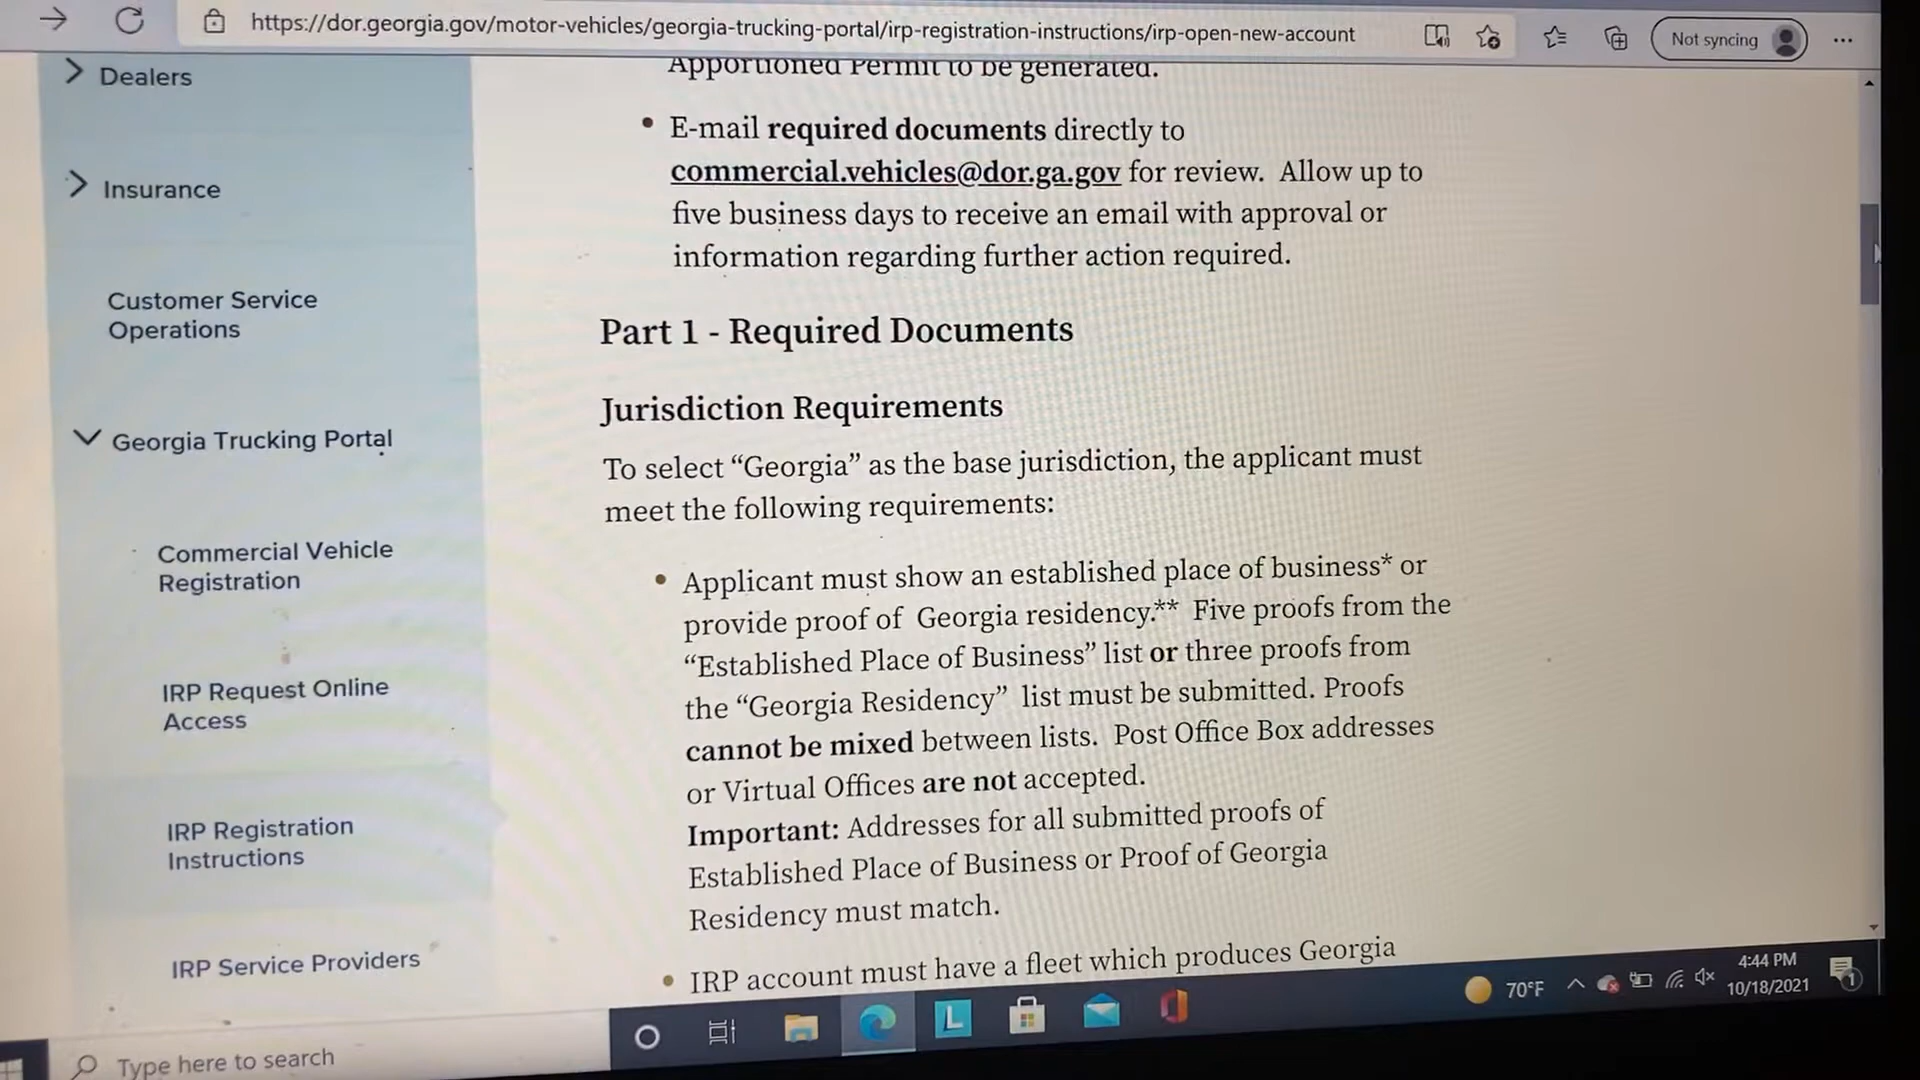 https://dor.georgia.gov/motor-vehicles/georgia-trucking-portal/irp-registration-instructions/irp-open-new-account
Not syncing
Dealers
Insurance
Customer Service
Operations
Georgia Trucking Portal
Commercial Vehicle
Registration
IRP Request Online
Access
IRP Registration
Instructions
IRP Service Providers
Apportioned Permit to be generated.
• E-mail required documents directly to
commercial.vehicles@dor.ga.gov for review. Allow up to
five business days to receive an email with approval or
information regarding further action required.
Part 1 - Required Documents
Jurisdiction Requirements
To select “Georgia” as the base jurisdiction, the applicant must
meet the following requirements:
• Applicant must show an established place of business* or
provide proof of Georgia residency.** Five proofs from the
“Established Place of Business” list or three proofs from
the “Georgia Residency” list must be submitted. Proofs
cannot be mixed between lists. Post Office Box addresses
or Virtual Offices are not accepted.
Important: Addresses for all submitted proofs of
Established Place of Business or Proof of Georgia
Residency must match.
• IRP account must have a fleet which produces Georgia
Type here to search
L
70°F
4:44 PM
10/18/2021
1